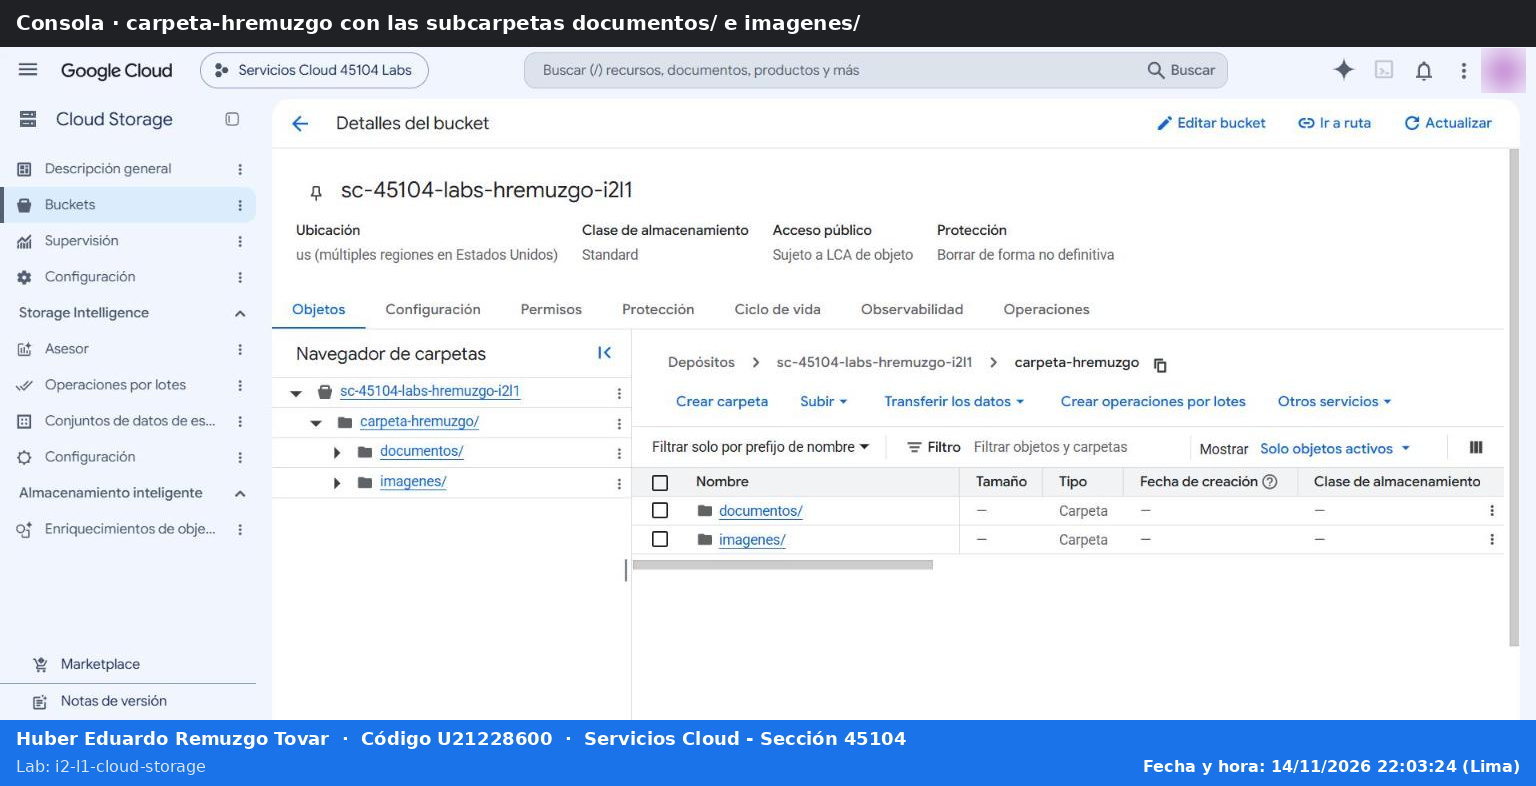 Consola · carpeta-hremuzgo con las subcarpetas documentos/ e imagenes/
Google Cloud
Servicios Cloud 45104 Labs
Buscar (/) recursos, documentos, productos y más
Buscar
Cloud Storage
Descripción general
Buckets
Supervisión
Configuración
Storage Intelligence
Asesor
Operaciones por lotes
Conjuntos de datos de es...
Configuración
Almacenamiento inteligente
Enriquecimientos de obje...
Marketplace
Notas de versión
Detalles del bucket
Editar bucket
Ir a ruta
Actualizar
sc-45104-labs-hremuzgo-i2l1
Ubicación Clase de almacenamiento Acceso público Protección
us (múltiples regiones en Estados Unidos) Standard Sujeto a LCA de objeto Borrar de forma no definitiva
Objetos Configuración Permisos Protección Ciclo de vida Observabilidad Operaciones
Navegador de carpetas
sc-45104-labs-hremuzgo-i2l1
carpeta-hremuzgo/
documentos/
imagenes/
Depósitos sc-45104-labs-hremuzgo-i2l1 carpeta-hremuzgo
Crear carpeta Subir Transferir los datos Crear operaciones por lotes Otros servicios
Filtrar solo por prefijo de nombre Filtro Filtrar objetos y carpetas Mostrar Solo objetos activos
Nombre Tamaño Tipo Fecha de creación Clase de almacenamiento
documentos/ — Carpeta — —
imagenes/ — Carpeta — —
Huber Eduardo Remuzgo Tovar · Código U21228600 · Servicios Cloud - Sección 45104
Lab: i2-l1-cloud-storage
Fecha y hora: 14/11/2026 22:03:24 (Lima)